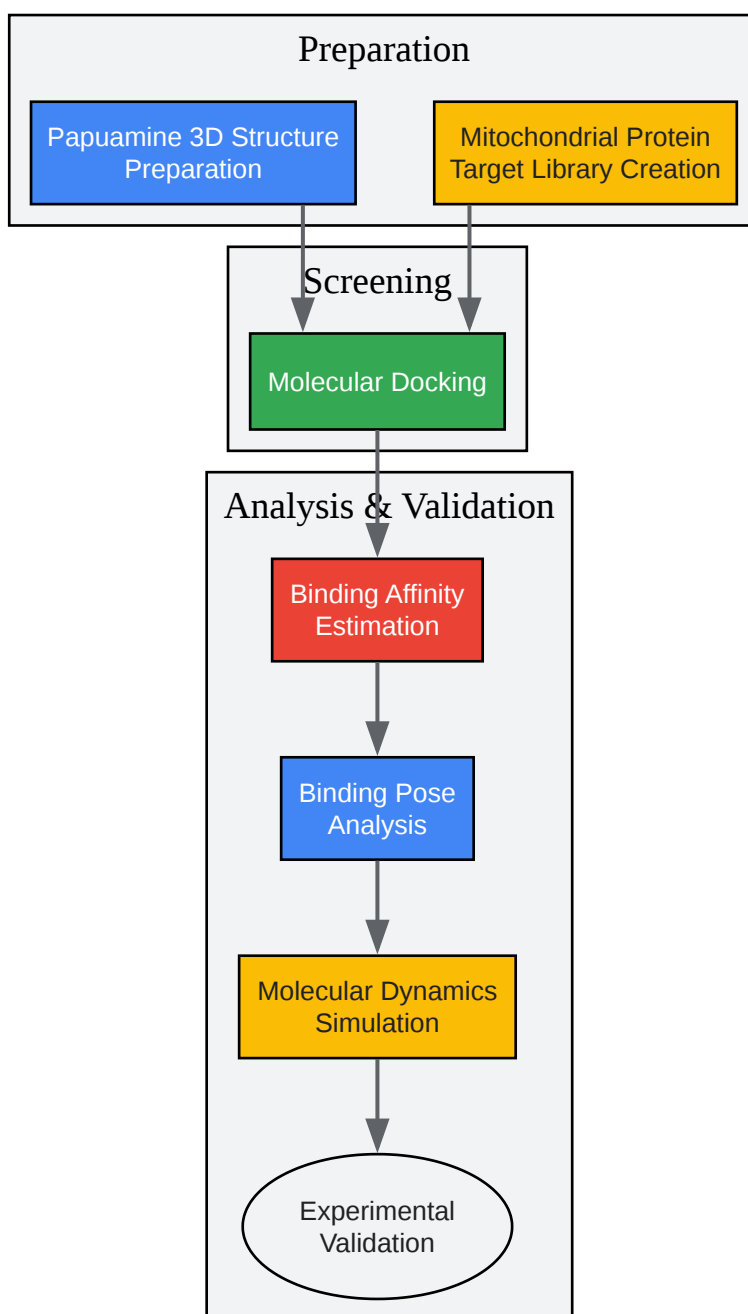 Preparation
Papuamine 3D Structure
Preparation
Mitochondrial Protein
Target Library Creation
Screening
Molecular Docking
Analysis & Validation
Binding Affinity
Estimation
Binding Pose
Analysis
Molecular Dynamics
Simulation
Experimental
Validation